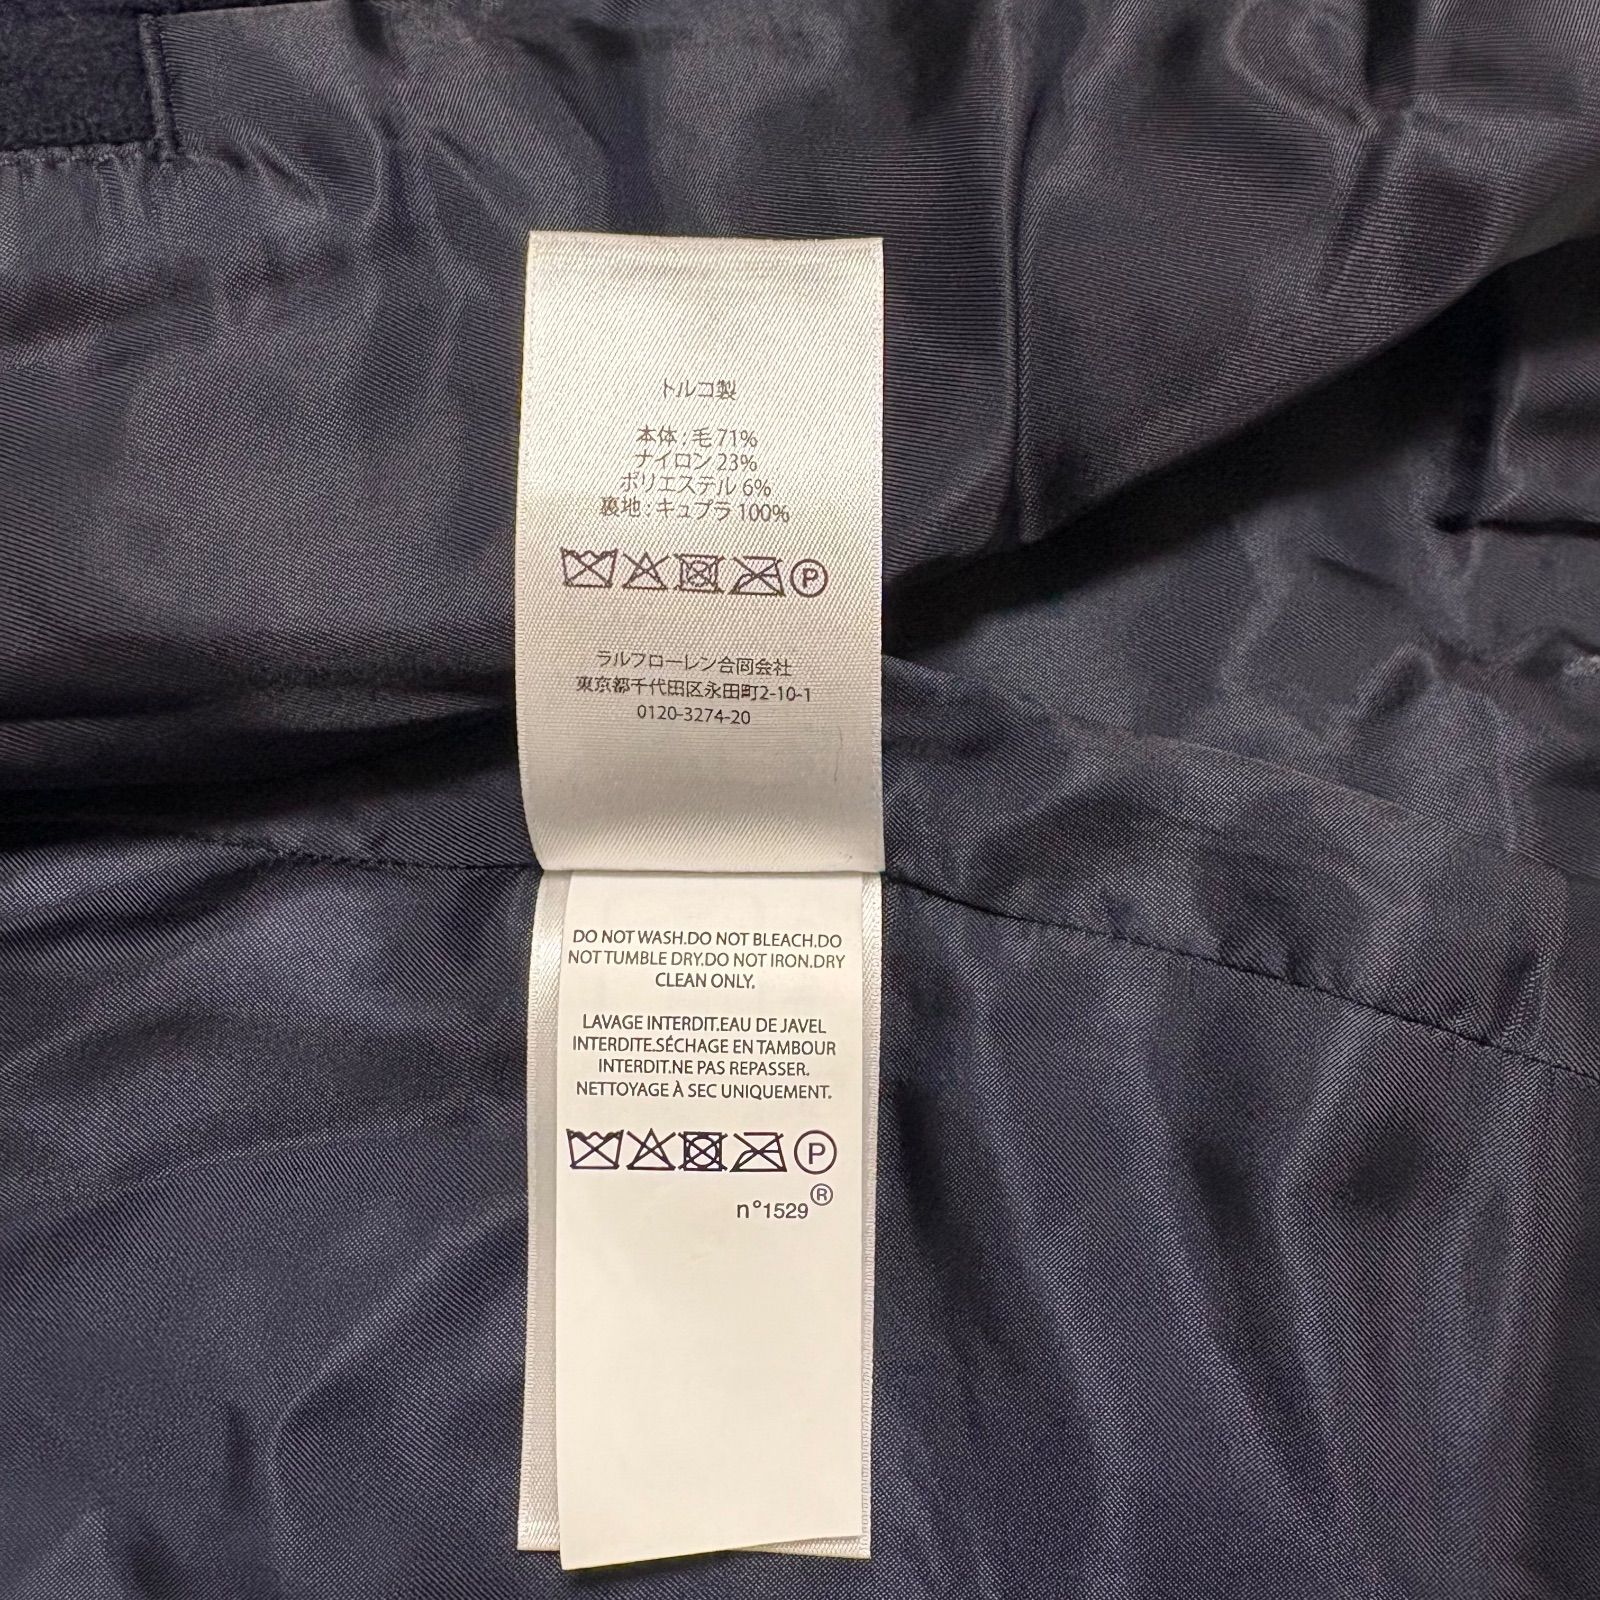 トルコ製
本体 : 毛 71%
ナイロン 23%
ポリエステル 6%
裏地 : キュプラ 100%
P
ラルフローレン合同会社
東京都千代田区永田町2-10-1
0120-3274-20
DO NOT WASH.DO NOT BLEACH.DO
NOT TUMBLE DRY.DO NOT IRON.DRY
CLEAN ONLY.
LAVAGE INTERDIT.EAU DE JAVEL
INTERDITE.SÉCHAGE EN TAMBOUR
INTERDIT.NE PAS REPASSER.
NETTOYAGE À SEC UNIQUEMENT.
P
n°1529®